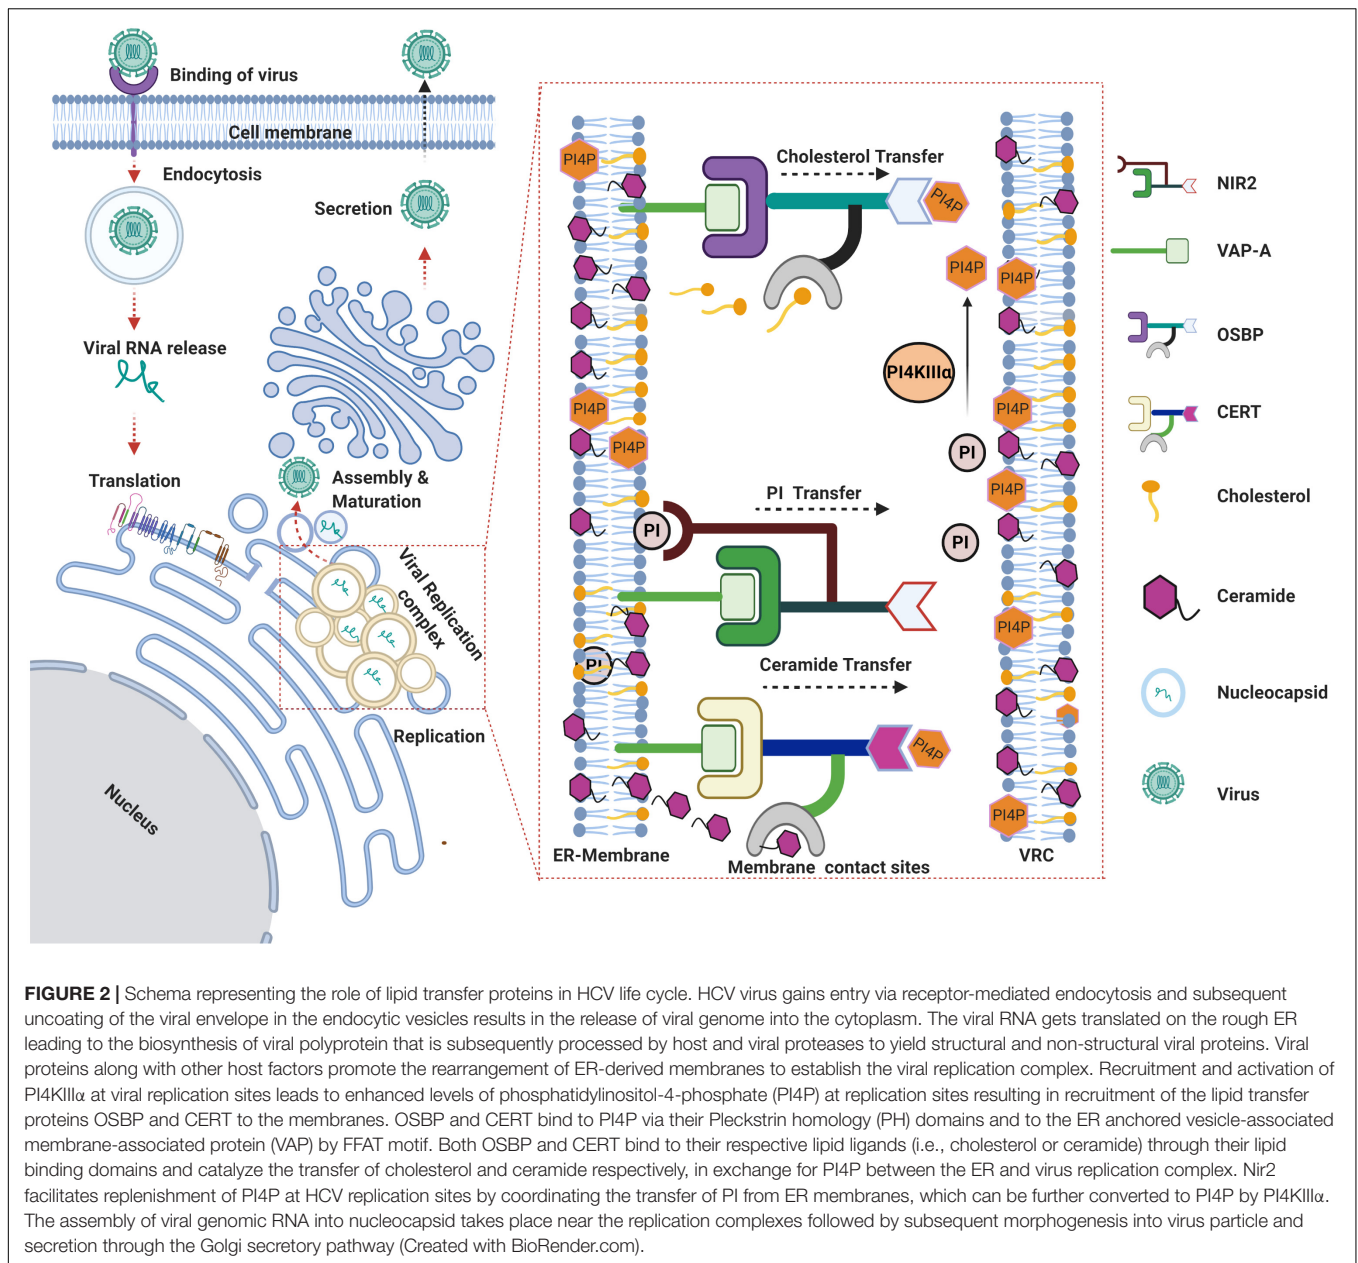 Binding of virus
Cell membrane
Endocytosis
Secretion
Viral RNA release
Translation
Assembly &
Maturation
Viral Replication
complex
Replication
Nucleus
Cholesterol Transfer
PI4P
PI4P
PI4P
PI4P
PI4P
PI4P
PI4KIIIα
PI4P
PI4P
PI
PI4P
PI Transfer
PI
PI
PI4P
PI
Ceramide Transfer
PI4P
PI4P
ER-Membrane
Membrane contact sites
VRC
NIR2
VAP-A
OSBP
CERT
Cholesterol
Ceramide
Nucleocapsid
Virus
FIGURE 2 | Schema representing the role of lipid transfer proteins in HCV life cycle. HCV virus gains entry via receptor-mediated endocytosis and subsequent
uncoating of the viral envelope in the endocytic vesicles results in the release of viral genome into the cytoplasm. The viral RNA gets translated on the rough ER
leading to the biosynthesis of viral polyprotein that is subsequently processed by host and viral proteases to yield structural and non-structural viral proteins. Viral
proteins along with other host factors promote the rearrangement of ER-derived membranes to establish the viral replication complex. Recruitment and activation of
PI4KIIIα at viral replication sites leads to enhanced levels of phosphatidylinositol-4-phosphate (PI4P) at replication sites resulting in recruitment of the lipid transfer
proteins OSBP and CERT to the membranes. OSBP and CERT bind to PI4P via their Pleckstrin homology (PH) domains and to the ER anchored vesicle-associated
membrane-associated protein (VAP) by FFAT motif. Both OSBP and CERT bind to their respective lipid ligands (i.e., cholesterol or ceramide) through their lipid
binding domains and catalyze the transfer of cholesterol and ceramide respectively, in exchange for PI4P between the ER and virus replication complex. Nir2
facilitates replenishment of PI4P at HCV replication sites by coordinating the transfer of PI from ER membranes, which can be further converted to PI4P by PI4KIIIα.
The assembly of viral genomic RNA into nucleocapsid takes place near the replication complexes followed by subsequent morphogenesis into virus particle and
secretion through the Golgi secretory pathway (Created with BioRender.com).